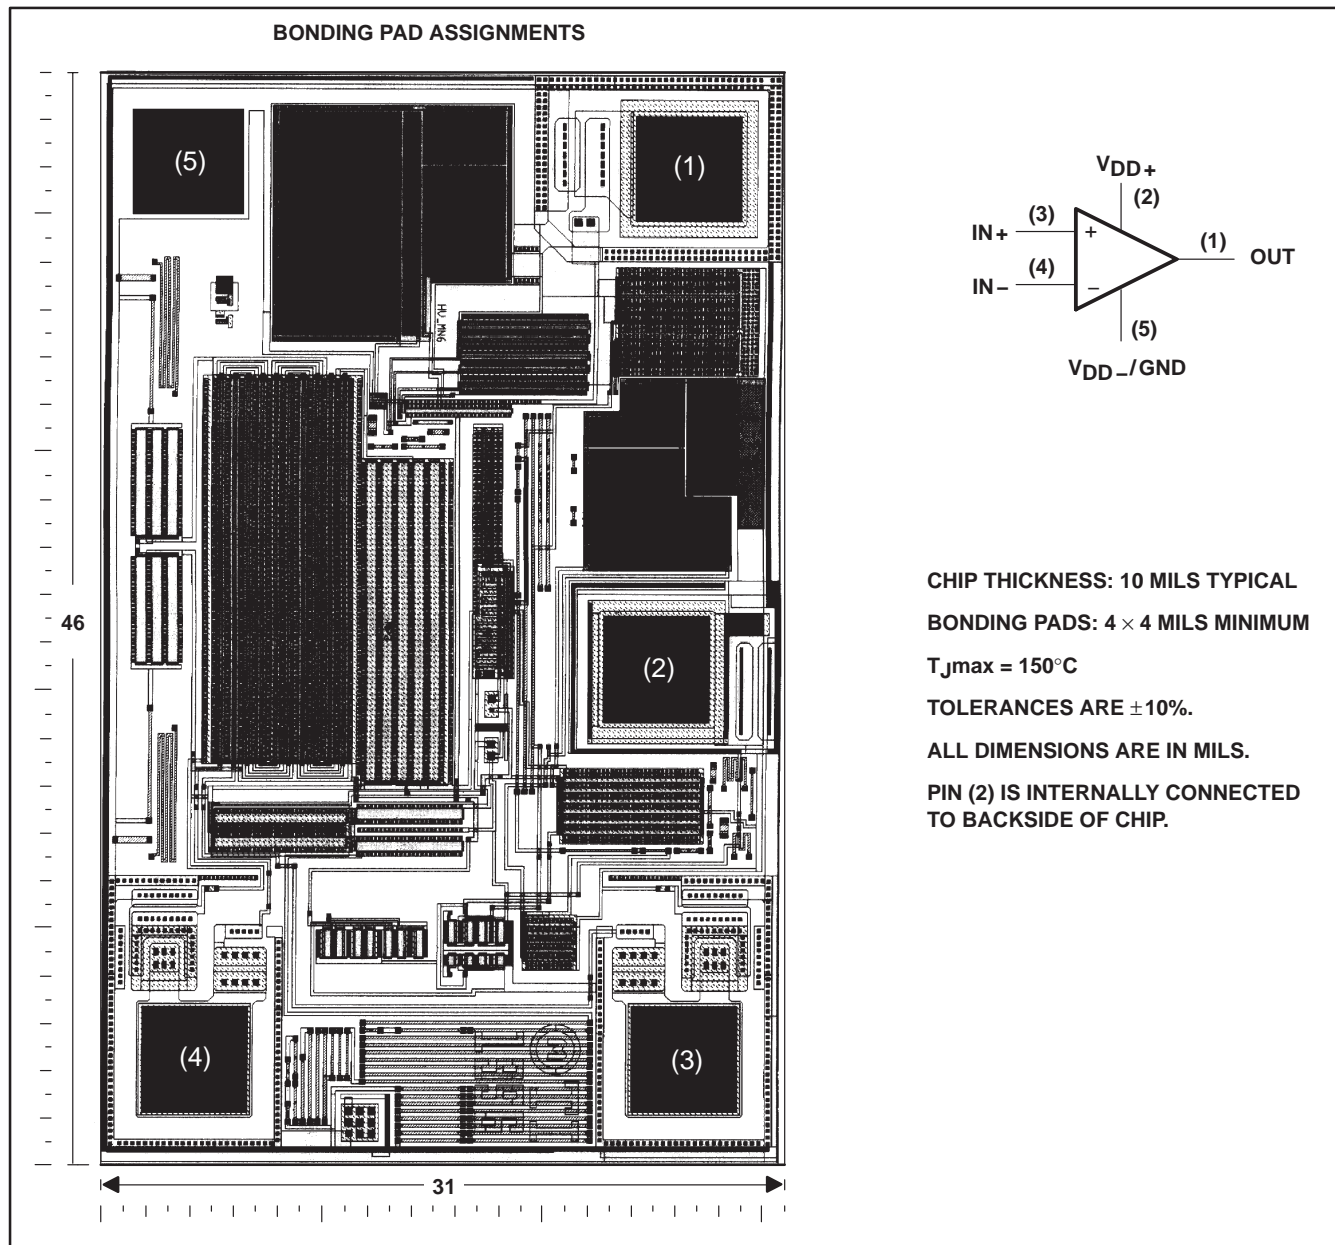 BONDING PAD ASSIGNMENTS
(5)
(1)
HU_MN6
(2)
(4)
(3)
46
31
VDD+
(2)
(3)
IN+
+
(1)
OUT
(4)
IN−
−
(5)
VDD−/GND
CHIP THICKNESS: 10 MILS TYPICAL
BONDING PADS: 4 × 4 MILS MINIMUM
TJmax = 150°C
TOLERANCES ARE ±10%.
ALL DIMENSIONS ARE IN MILS.
PIN (2) IS INTERNALLY CONNECTED
TO BACKSIDE OF CHIP.